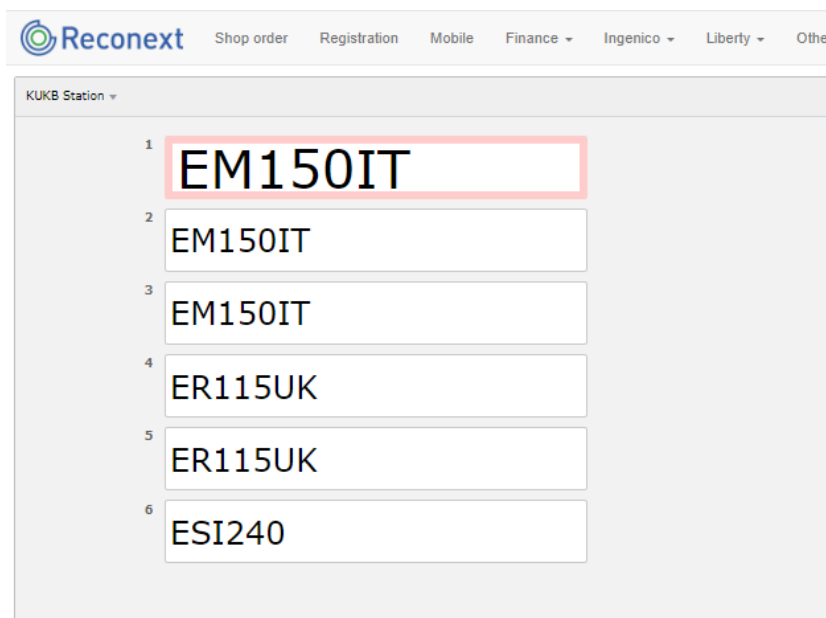 Reconext Shop order Registration Mobile Finance Ingenico Liberty
KUKB Station
1 EM150IT
2 EM150IT
3 EM150IT
4 ER115UK
5 ER115UK
6 ESI240